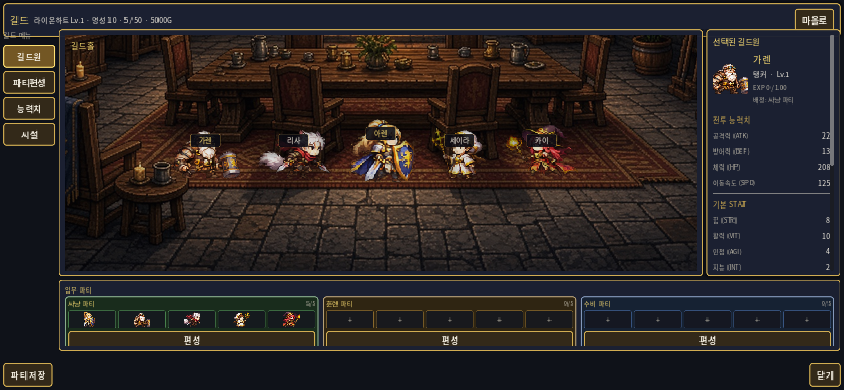 길드 라이온하트 Lv.1 · 명성 10 · 5/50 · 5000G
마을로
길드 메뉴
길드원
파티편성
능력치
시설
길드홀
가렌
리사
아렌
세이라
카이
선택된 길드원
가렌
탱커 · Lv.1
EXP 0/100
배정: 사냥 파티
전투 능력치
공격력 (ATK) 22
방어력 (DEF) 13
체력 (HP) 208
이동속도 (SPD) 125
기본 STAT
힘 (STR) 8
활력 (VIT) 10
민첩 (AGI) 4
지능 (INT) 2
업무 파티
사냥 파티 5/5
편성
훈련 파티 0/5
+ + + + +
편성
수비 파티 0/5
+ + + + +
편성
파티저장
닫기